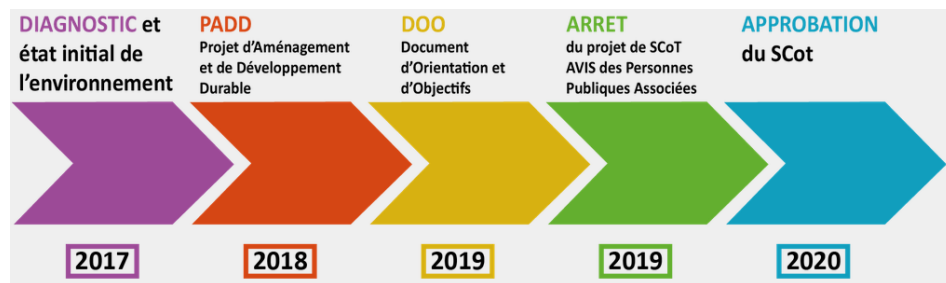 DIAGNOSTIC et
état initial de
l'environnement
PADD
Projet d'Aménagement
et de Développement
Durable
DOO
Document
d'Orientation et
d'Objectifs
ARRET
du projet de SCoT
AVIS des Personnes
Publiques Associées
APPROBATION
du SCot
2017
2018
2019
2019
2020